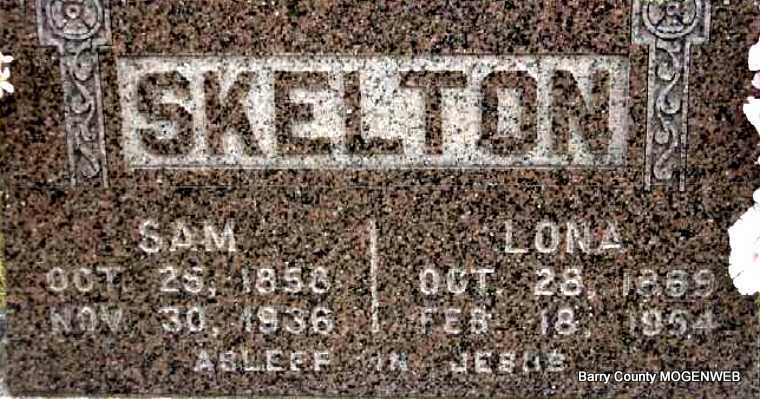 SKELTON
SAM LONA
OCT. 25, 1858 OCT. 28, 1869
NOV. 30, 1936 FEB. 18, 1954
ASLEEP IN JESUS
Barry County MOGENWEB